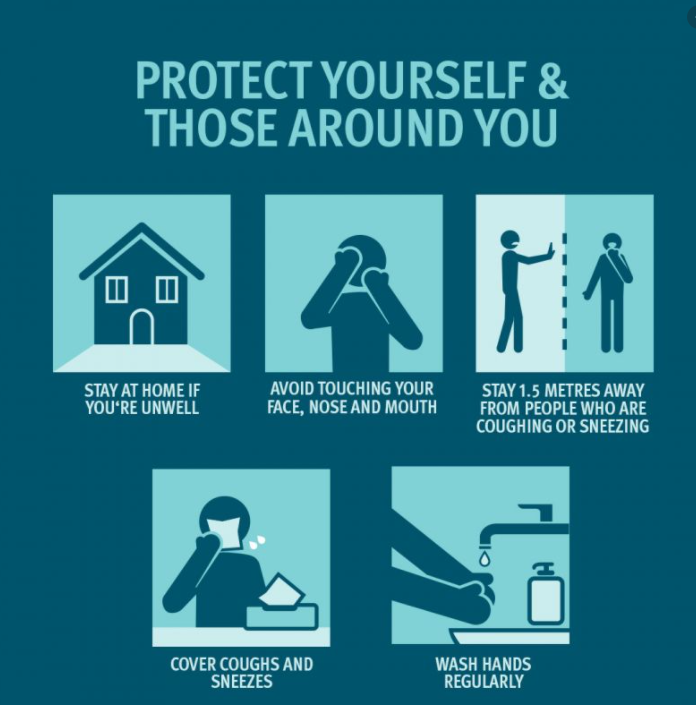 PROTECT YOURSELF &
THOSE AROUND YOU
STAY AT HOME IF
YOU‘RE UNWELL
AVOID TOUCHING YOUR
FACE, NOSE AND MOUTH
STAY 1.5 METRES AWAY
FROM PEOPLE WHO ARE
COUGHING OR SNEEZING
COVER COUGHS AND
SNEEZES
WASH HANDS
REGULARLY